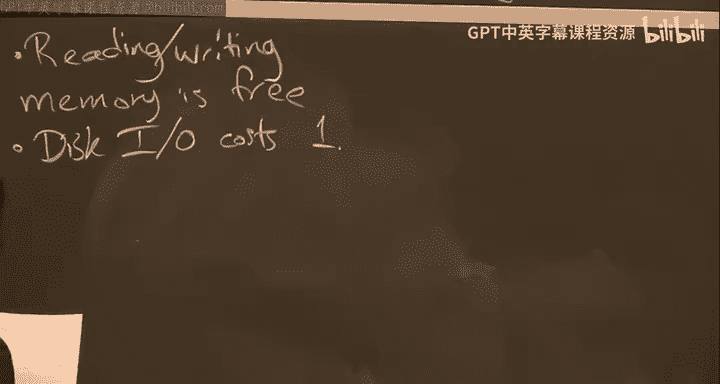 GPT中英字幕课程资源 bilibili
• Reading/writing
memory is free
• Disk I/O costs 1.